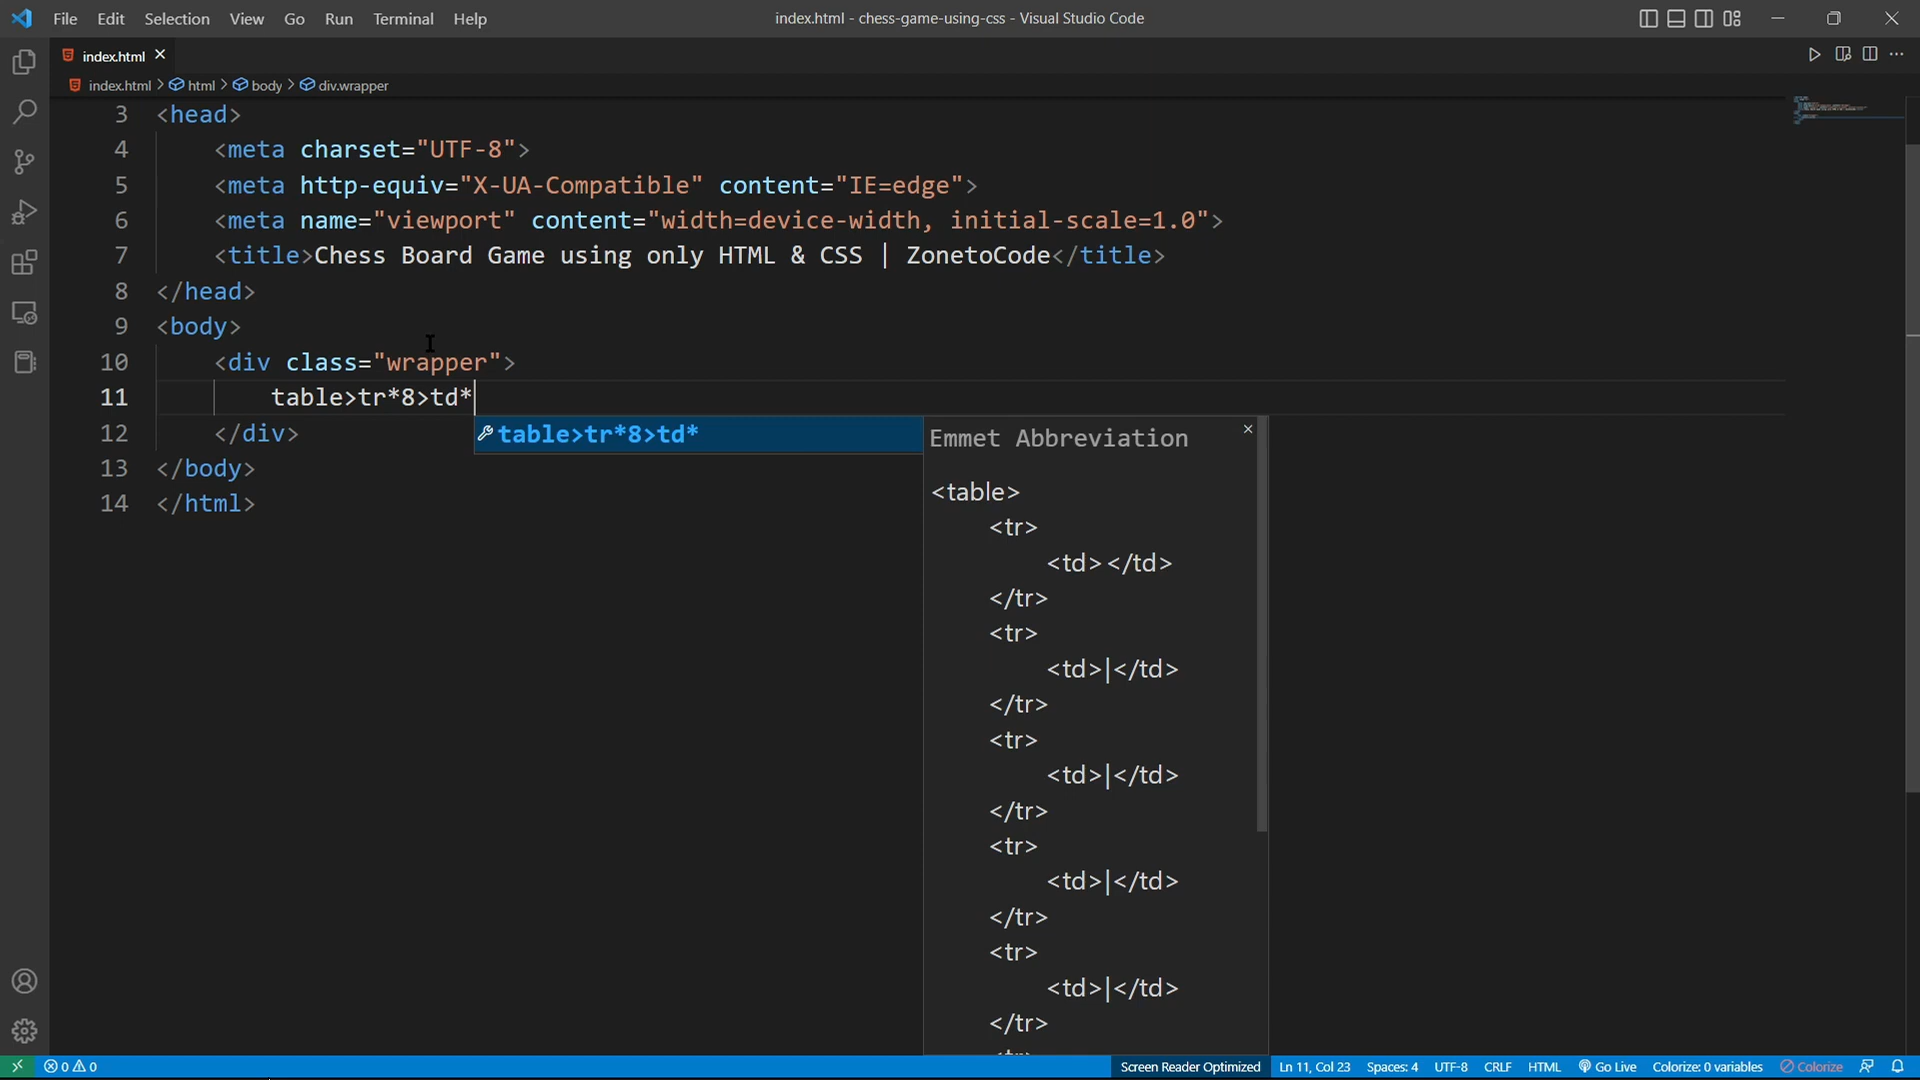 File Edit Selection View Go Run Terminal Help index.html - chess-game-using-css - Visual Studio Code
index.html
index.html > html > body > div.wrapper
3 <head>
4 <meta charset="UTF-8">
5 <meta http-equiv="X-UA-Compatible" content="IE=edge">
6 <meta name="viewport" content="width=device-width, initial-scale=1.0">
7 <title>Chess Board Game using only HTML & CSS | ZonetoCode</title>
8 </head>
9 <body>
10 <div class="wrapper">
11 table>tr*8>td*
12 </div>
13 </body>
14 </html>
table>tr*8>td*
Emmet Abbreviation
<table>
<tr>
<td></td>
</tr>
<tr>
<td>|</td>
</tr>
<tr>
<td>|</td>
</tr>
<tr>
<td>|</td>
</tr>
<tr>
<td>|</td>
</tr>
0 0 Screen Reader Optimized Ln 11, Col 23 Spaces: 4 UTF-8 CRLF HTML Go Live Colorize: 0 variables Colorize